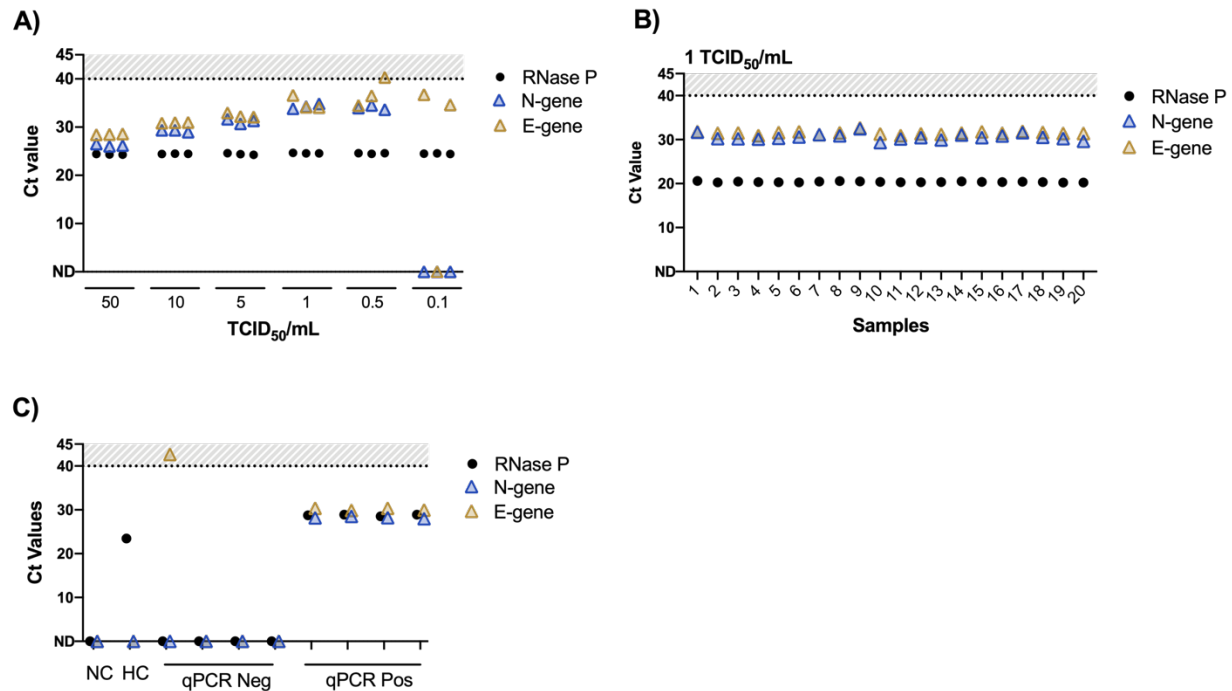 A)
45
40
30
20
10
ND
Ct value
50 10 5 1 0.5 0.1
TCID50/mL
RNase P
N-gene
E-gene
B)
1 TCID50/mL
45
40
30
20
10
ND
Ct Value
1 2 3 4 5 6 7 8 9 10 11 12 13 14 15 16 17 18 19 20
Samples
RNase P
N-gene
E-gene
C)
45
40
30
20
10
ND
Ct Values
NC HC qPCR Neg qPCR Pos
RNase P
N-gene
E-gene